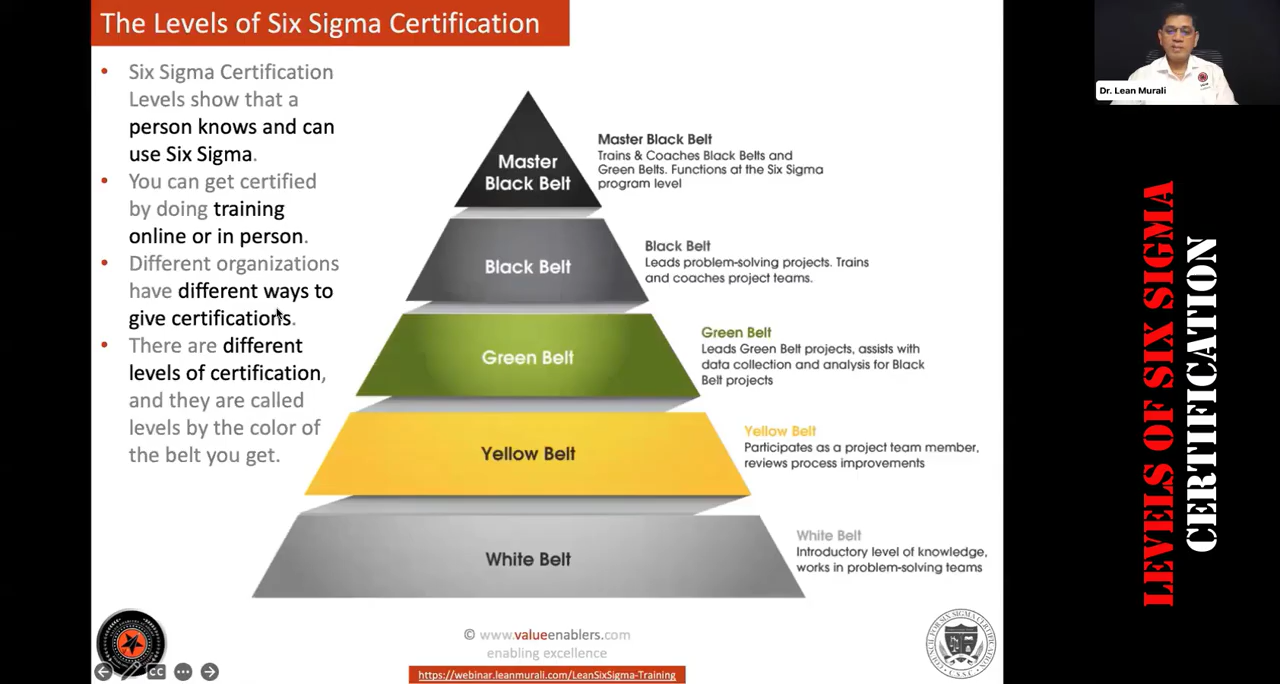 The Levels of Six Sigma Certification
• Six Sigma Certification
Levels show that a
person knows and can
use Six Sigma.
• You can get certified
by doing training
online or in person.
• Different organizations
have different ways to
give certifications.
• There are different
levels of certification,
and they are called
levels by the color of
the belt you get.
Master
Black Belt
Master Black Belt
Trains & Coaches Black Belts and
Green Belts. Functions at the Six Sigma
program level
Black Belt
Black Belt
Leads problem-solving projects. Trains
and coaches project teams.
Green Belt
Green Belt
Leads Green Belt projects, assists with
data collection and analysis for Black
Belt projects
Yellow Belt
Yellow Belt
Participates as a project team member,
reviews process improvements
White Belt
White Belt
Introductory level of knowledge,
works in problem-solving teams
© www.valueenablers.com
enabling excellence
https://webinar.leanmurali.com/LeanSixSigma-Training
COUNCIL FOR SIX SIGMA CERTIFICATION
C.S.S.C.
CC
Dr. Lean Murali
LEVELS OF SIX SIGMA
CERTIFICATION